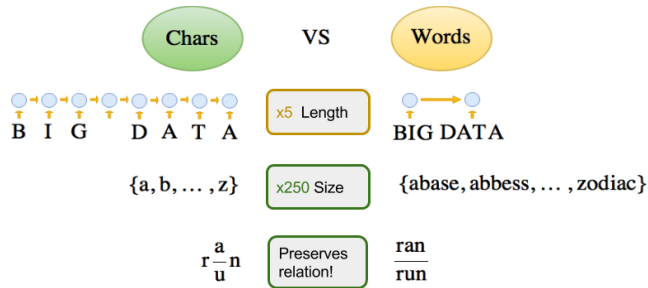 Chars VS Words
x5 Length
B I G D A T A BIG DATA
{a, b, … , z} x250 Size {abase, abbess, … , zodiac}
r a/u n Preserves relation! ran/run